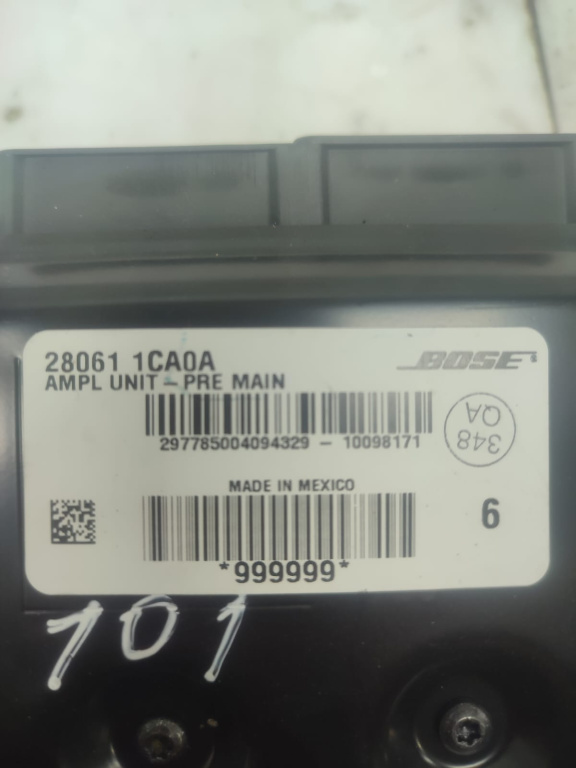 28061 1CA0A
BOSE
AMPL UNIT - PRE MAIN
297785004094329 - 10098171
348
QA
MADE IN MEXICO
6
*999999*
101